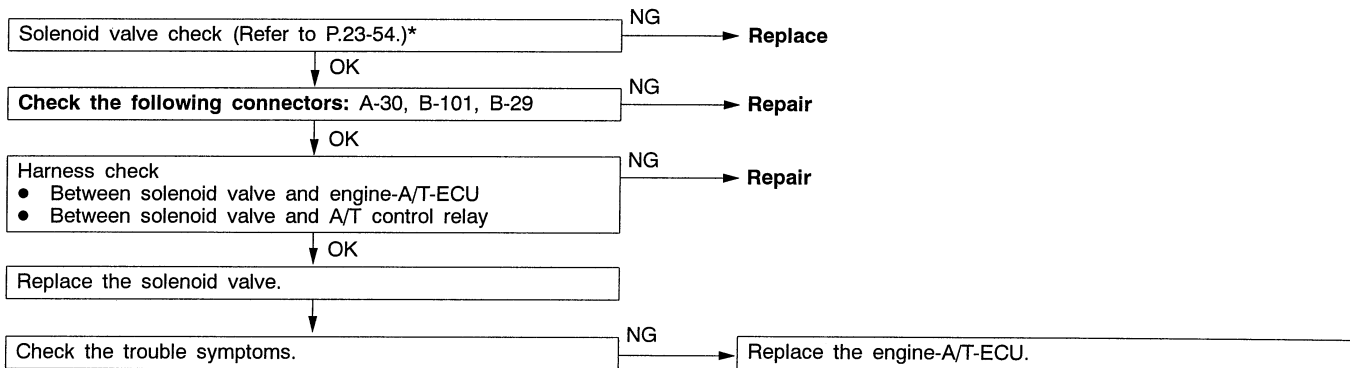 Solenoid valve check (Refer to P.23-54.)*
NG
Replace
OK
Check the following connectors: A-30, B-101, B-29
NG
Repair
OK
Harness check
● Between solenoid valve and engine-A/T-ECU
● Between solenoid valve and A/T control relay
NG
Repair
OK
Replace the solenoid valve.
Check the trouble symptoms.
NG
Replace the engine-A/T-ECU.